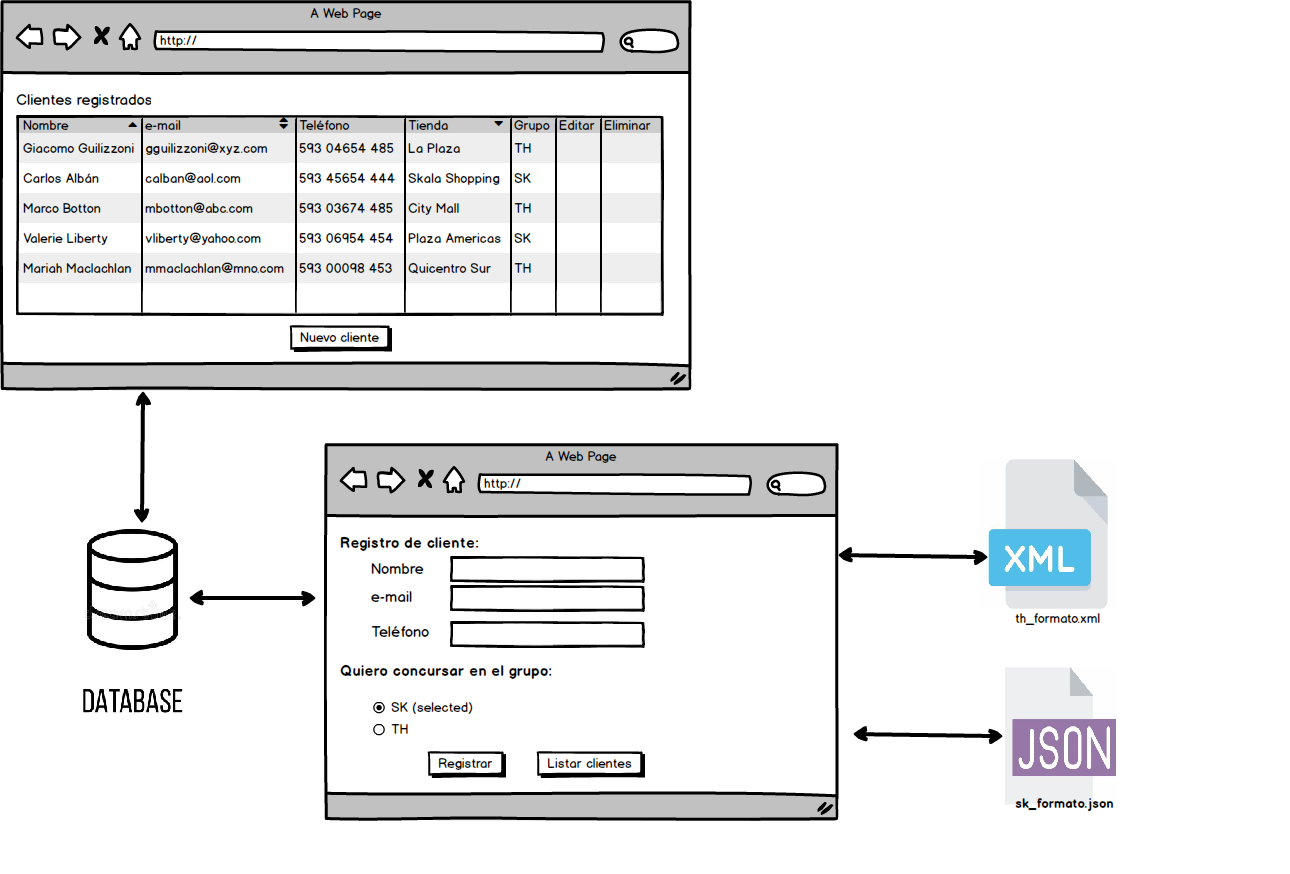 A Web Page
http://
Clientes registrados
Nombre e-mail Teléfono Tienda Grupo Editar Eliminar
Giacomo Guilizzoni gguilizzoni@xyz.com 593 04654 485 La Plaza TH
Carlos Albán calban@aol.com 593 45654 444 Skala Shopping SK
Marco Botton mbotton@abc.com 593 03674 485 City Mall TH
Valerie Liberty vliberty@yahoo.com 593 06954 454 Plaza Americas SK
Mariah Maclachlan mmaclachlan@mno.com 593 00098 453 Quicentro Sur TH
Nuevo cliente
A Web Page
http://
Registro de cliente:
Nombre
e-mail
Teléfono
Quiero concursar en el grupo:
SK (selected)
TH
Registrar Listar clientes
DATABASE
XML
th_formato.xml
JSON
sk_formato.json